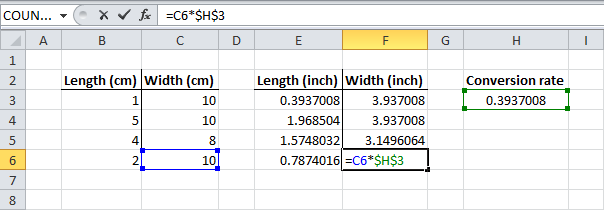 COUN... fx =C6*$H$3
A B C D E F G H I
1
2 Length (cm) Width (cm) Length (inch) Width (inch) Conversion rate
3 1 10 0.3937008 3.937008 0.3937008
4 5 10 1.968504 3.937008
5 4 8 1.5748032 3.1496064
6 2 10 0.7874016 =C6*$H$3
7
8